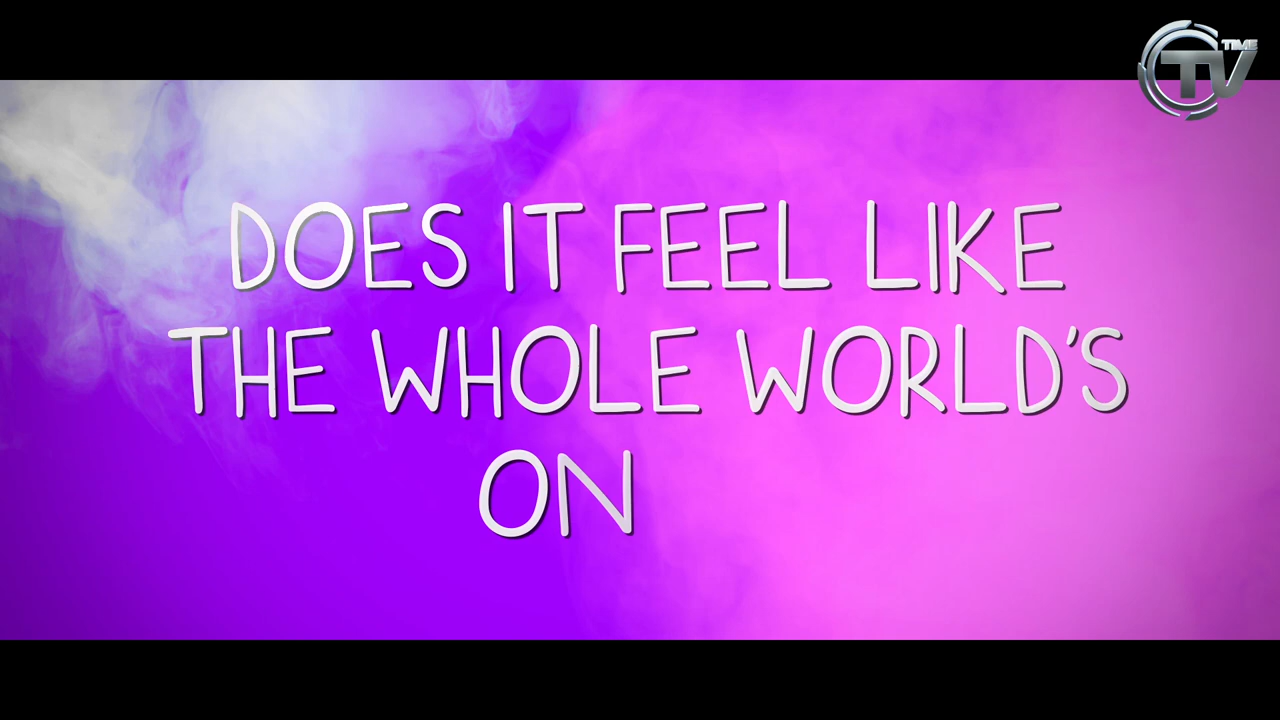 TIME
TV
DOES IT FEEL LIKE
THE WHOLE WORLD'S
ON